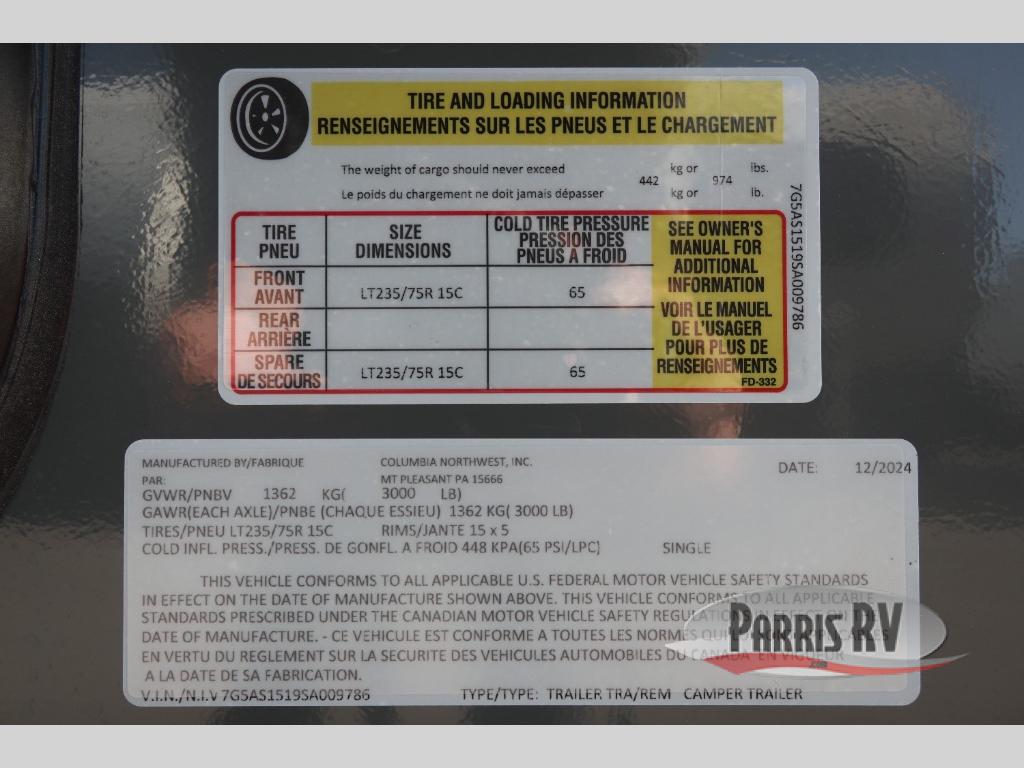 TIRE AND LOADING INFORMATION
RENSEIGNEMENTS SUR LES PNEUS ET LE CHARGEMENT
The weight of cargo should never exceed 442 kg or 974 lbs.
Le poids du chargement ne doit jamais dépasser kg or lb.
TIRE PNEU
SIZE DIMENSIONS
COLD TIRE PRESSURE
PRESSION DES
PNEUS A FROID
FRONT AVANT LT235/75R 15C 65
REAR ARRIÈRE
SPARE DE SECOURS LT235/75R 15C 65
SEE OWNER'S
MANUAL FOR
ADDITIONAL
INFORMATION
VOIR LE MANUEL
DE L'USAGER
POUR PLUS DE
RENSEIGNEMENTS
FD-332
7G5AS1519SA009786
MANUFACTURED BY/FABRIQUE COLUMBIA NORTHWEST, INC. DATE: 12/2024
PAR: MT PLEASANT PA 15666
GVWR/PNBV 1362 KG( 3000 LB)
GAWR(EACH AXLE)/PNBE (CHAQUE ESSIEU) 1362 KG( 3000 LB)
TIRES/PNEU LT235/75R 15C RIMS/JANTE 15 x 5
COLD INFL. PRESS./PRESS. DE GONFL. A FROID 448 KPA(65 PSI/LPC) SINGLE
THIS VEHICLE CONFORMS TO ALL APPLICABLE U.S. FEDERAL MOTOR VEHICLE SAFETY STANDARDS
IN EFFECT ON THE DATE OF MANUFACTURE SHOWN ABOVE. THIS VEHICLE CONFORMS TO ALL APPLICABLE
STANDARDS PRESCRIBED UNDER THE CANADIAN MOTOR VEHICLE SAFETY REGULATIONS IN EFFECT ON THE
DATE OF MANUFACTURE. - CE VEHICULE EST CONFORME A TOUTES LES NORMES QUI APPLICABLES
EN VERTU DU REGLEMENT SUR LA SECURITE DES VEHICULES AUTOMOBILES DU CANADA EN VIGUEUR
A LA DATE DE SA FABRICATION.
V.I.N./N.I.V 7G5AS1519SA009786 TYPE/TYPE: TRAILER TRA/REM CAMPER TRAILER
PARRIS RV
.com